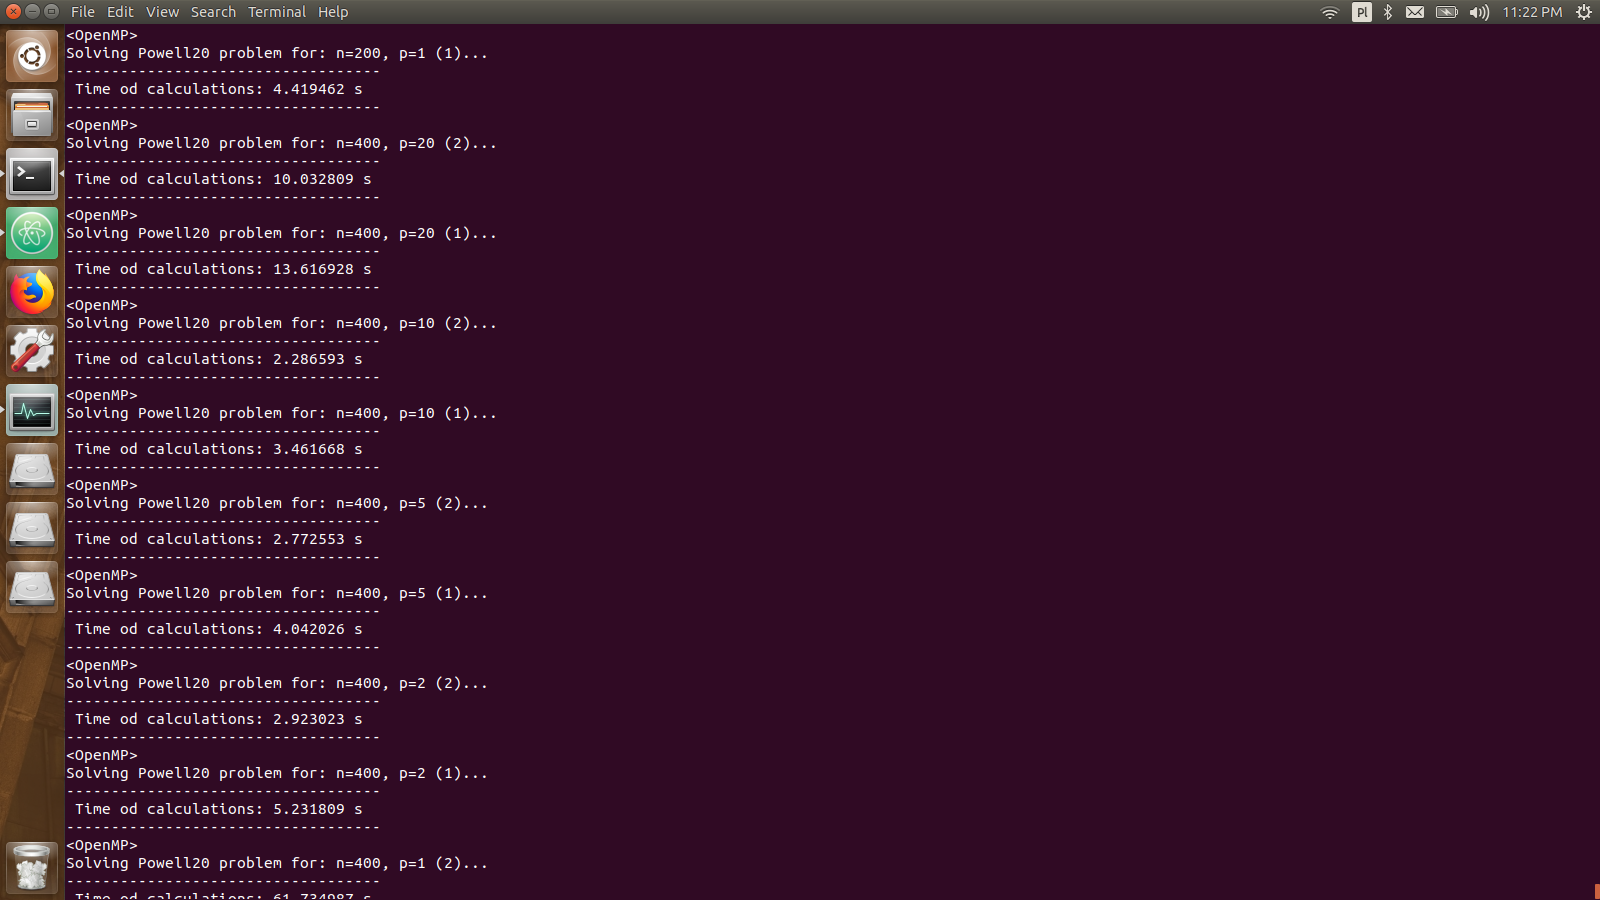 File Edit View Search Terminal Help
Pl 11:22 PM
<OpenMP>
Solving Powell20 problem for: n=200, p=1 (1)...
-----------------------------------
Time od calculations: 4.419462 s
-----------------------------------
<OpenMP>
Solving Powell20 problem for: n=400, p=20 (2)...
-----------------------------------
Time od calculations: 10.032809 s
-----------------------------------
<OpenMP>
Solving Powell20 problem for: n=400, p=20 (1)...
-----------------------------------
Time od calculations: 13.616928 s
-----------------------------------
<OpenMP>
Solving Powell20 problem for: n=400, p=10 (2)...
-----------------------------------
Time od calculations: 2.286593 s
-----------------------------------
<OpenMP>
Solving Powell20 problem for: n=400, p=10 (1)...
-----------------------------------
Time od calculations: 3.461668 s
-----------------------------------
<OpenMP>
Solving Powell20 problem for: n=400, p=5 (2)...
-----------------------------------
Time od calculations: 2.772553 s
-----------------------------------
<OpenMP>
Solving Powell20 problem for: n=400, p=5 (1)...
-----------------------------------
Time od calculations: 4.042026 s
-----------------------------------
<OpenMP>
Solving Powell20 problem for: n=400, p=2 (2)...
-----------------------------------
Time od calculations: 2.923023 s
-----------------------------------
<OpenMP>
Solving Powell20 problem for: n=400, p=2 (1)...
-----------------------------------
Time od calculations: 5.231809 s
-----------------------------------
<OpenMP>
Solving Powell20 problem for: n=400, p=1 (2)...
-----------------------------------
Time od calculations: 61.734987 s